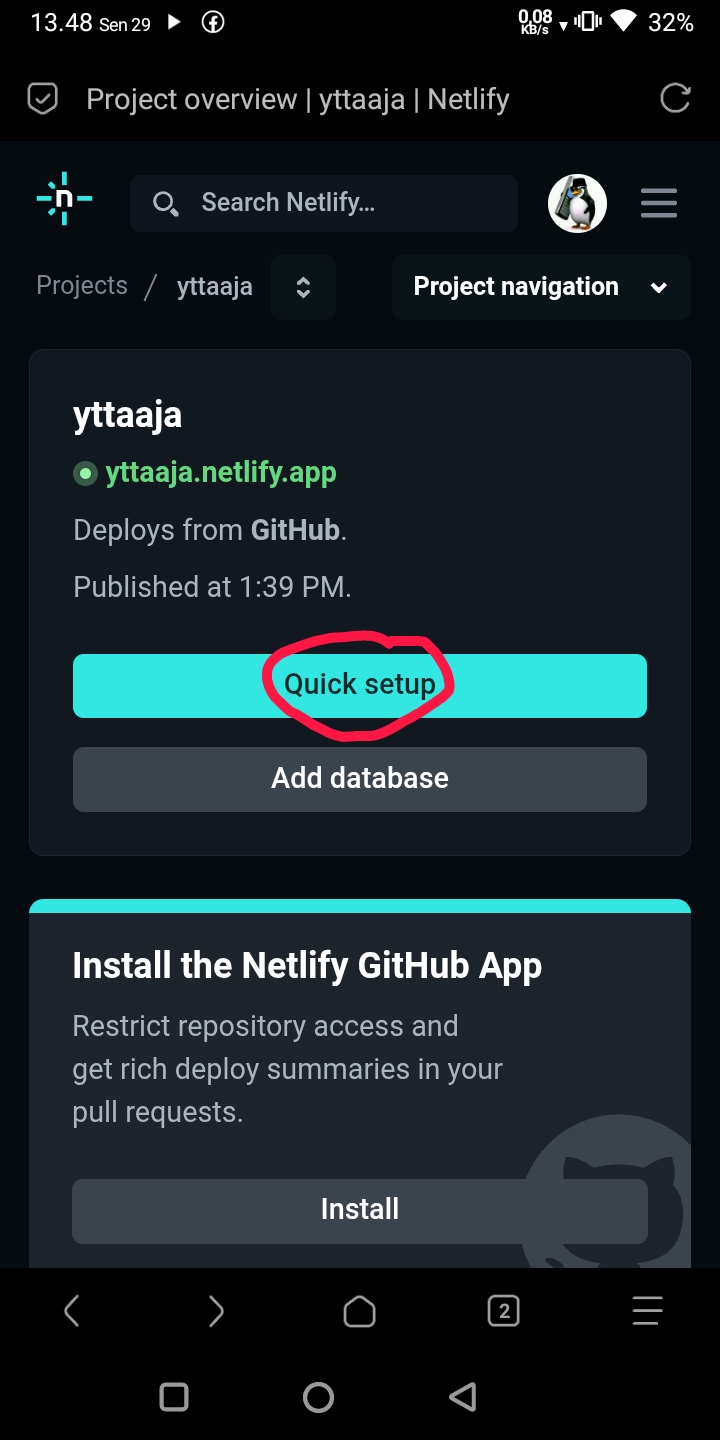 13.48 Sen 29
0,08
KB/s
32%
Project overview | yttaaja | Netlify
n
Search Netlify...
Projects / yttaaja
Project navigation
yttaaja
yttaaja.netlify.app
Deploys from GitHub.
Published at 1:39 PM.
Quick setup
Add database
Install the Netlify GitHub App
Restrict repository access and
get rich deploy summaries in your
pull requests.
Install
2